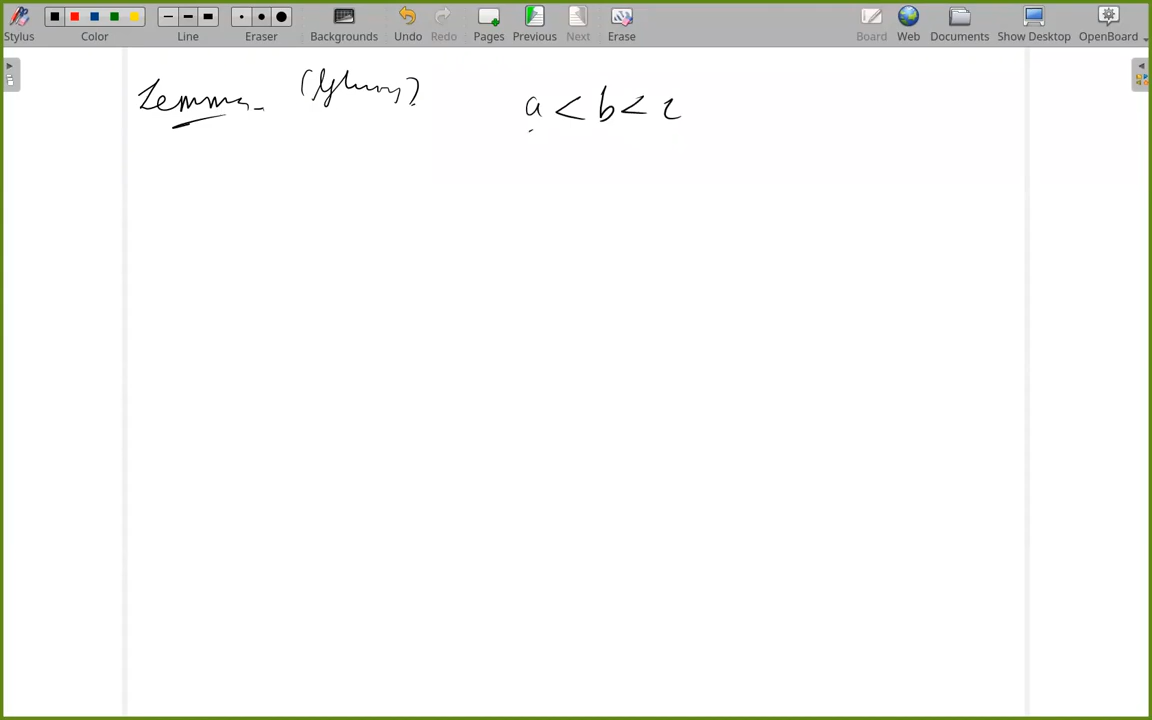 Stylus Color Line Eraser Backgrounds Undo Redo Pages Previous Next Erase Board Web Documents Show Desktop OpenBoard
Lemma.
a < b < c